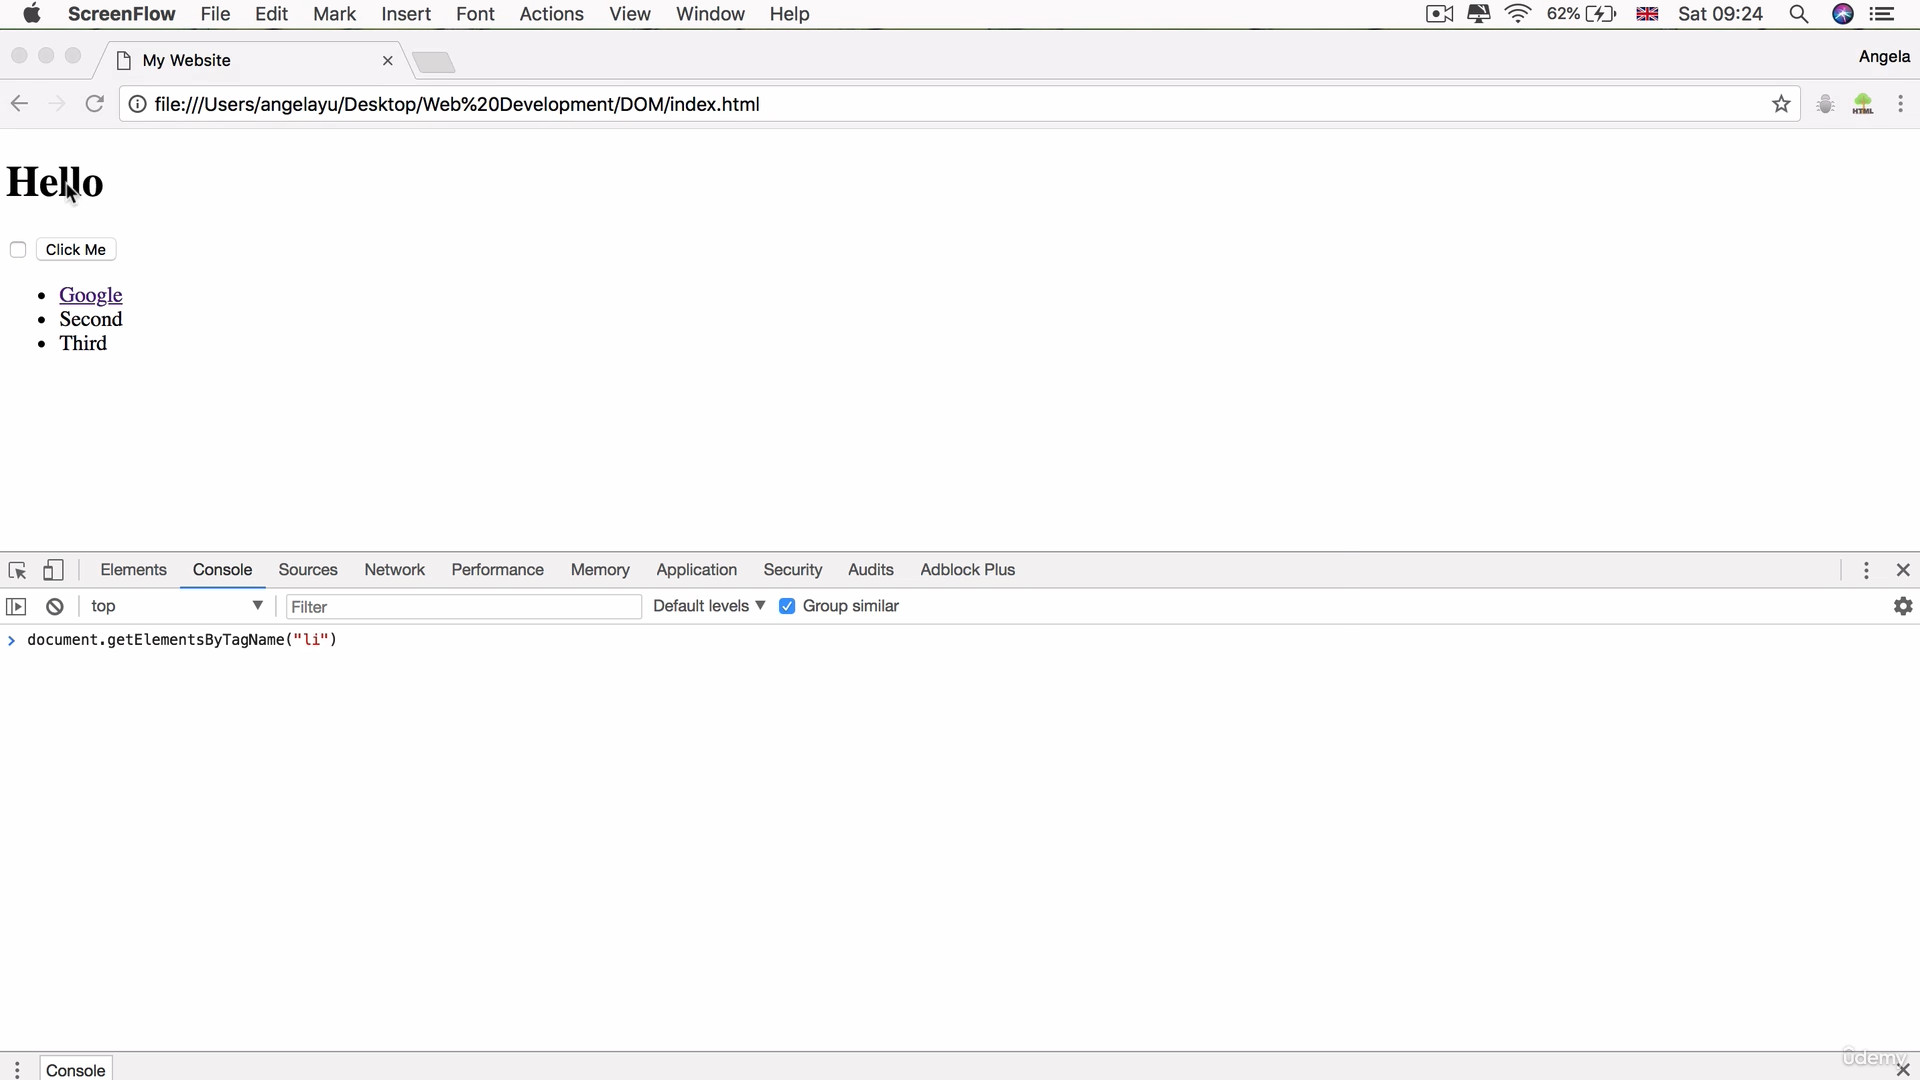 ScreenFlow File Edit Mark Insert Font Actions View Window Help 62% Sat 09:24
My Website Angela
file:///Users/angelayu/Desktop/Web%20Development/DOM/index.html HTML
Hello
Click Me
Google
Second
Third
Elements Console Sources Network Performance Memory Application Security Audits Adblock Plus
top Filter Default levels Group similar
document.getElementsByTagName("li")
Console
ûdemy